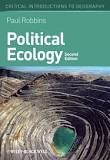 CRITICAL INTRODUCTIONS TO GEOGRAPHY
Paul Robbins
Political
Ecology
Second
Edition
WILEY-BLACKWELL